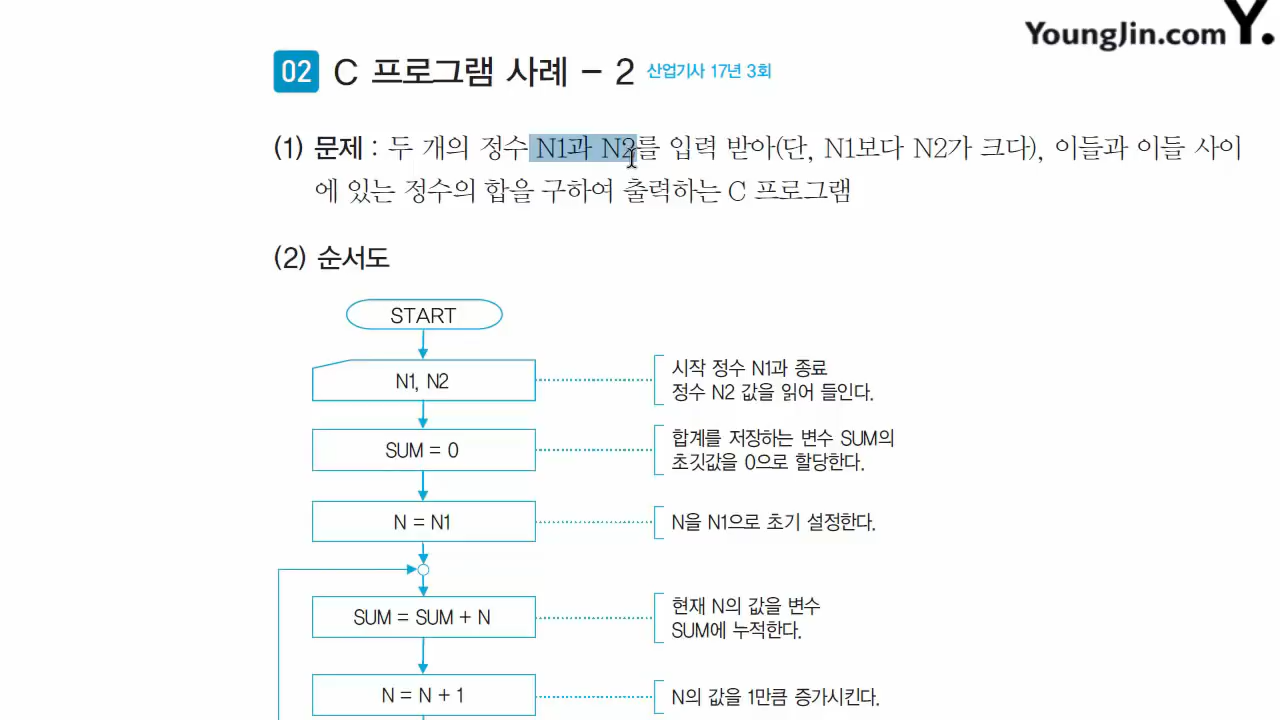 YoungJin.com Y.
02 C 프로그램 사례 - 2 산업기사 17년 3회
(1) 문제 : 두 개의 정수 N1과 N2를 입력 받아(단, N1보다 N2가 크다), 이들과 이들 사이
에 있는 정수의 합을 구하여 출력하는 C 프로그램
(2) 순서도
START
N1, N2
시작 정수 N1과 종료
정수 N2 값을 읽어 들인다.
SUM = 0
합계를 저장하는 변수 SUM의
초깃값을 0으로 할당한다.
N = N1
N을 N1으로 초기 설정한다.
SUM = SUM + N
현재 N의 값을 변수
SUM에 누적한다.
N = N + 1
N의 값을 1만큼 증가시킨다.